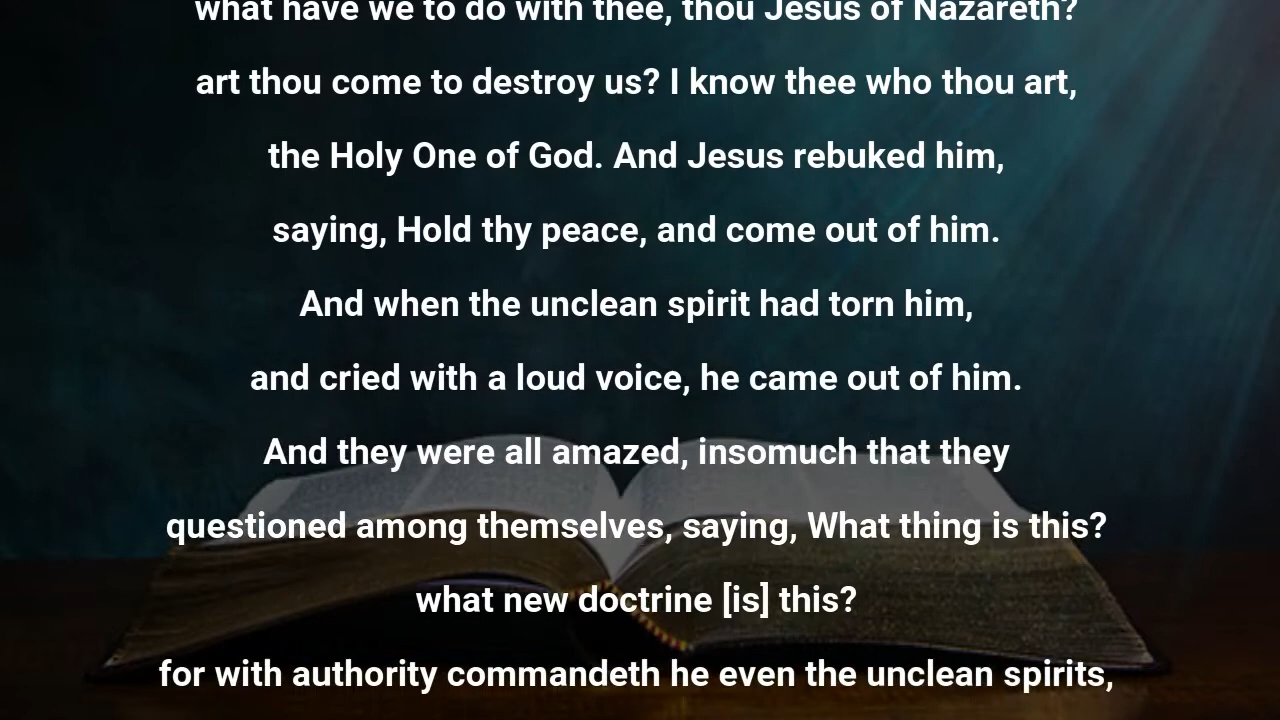 what have we to do with thee, thou Jesus of Nazareth?
art thou come to destroy us? I know thee who thou art,
the Holy One of God. And Jesus rebuked him,
saying, Hold thy peace, and come out of him.
And when the unclean spirit had torn him,
and cried with a loud voice, he came out of him.
And they were all amazed, insomuch that they
questioned among themselves, saying, What thing is this?
what new doctrine [is] this?
for with authority commandeth he even the unclean spirits,